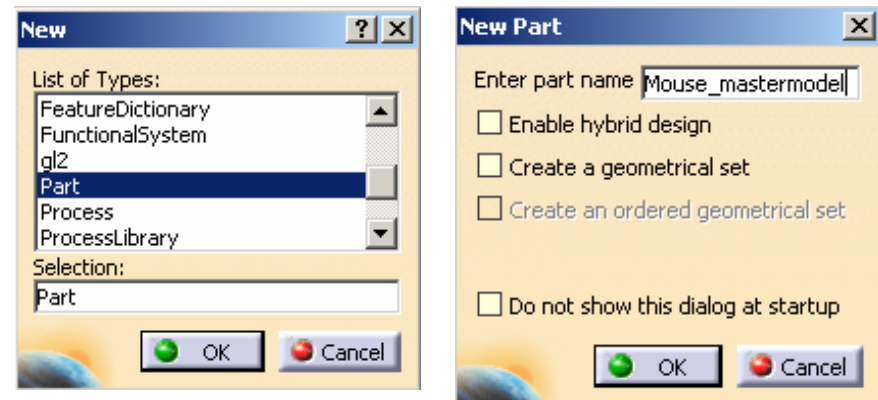 New
List of Types:
FeatureDictionary
FunctionalSystem
gl2
Part
Process
ProcessLibrary
Selection:
Part
OK Cancel
New Part
Enter part name Mouse_mastermodel
Enable hybrid design
Create a geometrical set
Create an ordered geometrical set
Do not show this dialog at startup
OK Cancel